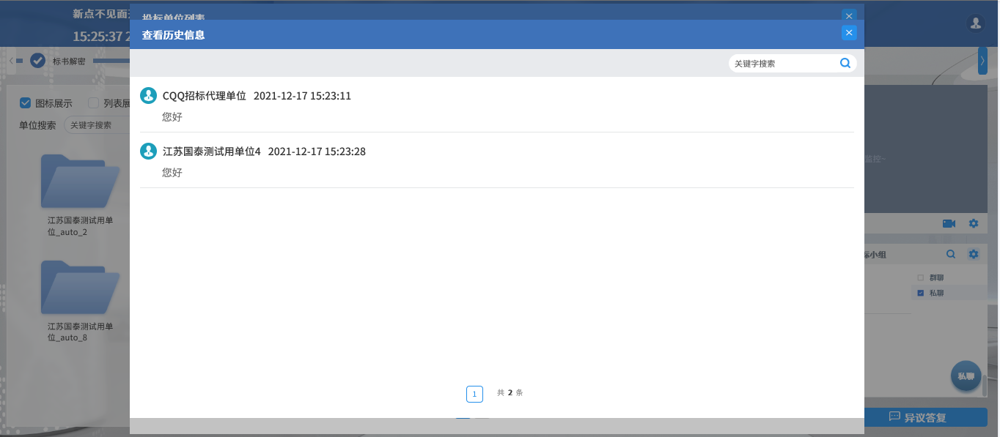 新点不见面
投标单位列表
15:25:37 2
查看历史信息
标书解密
关键字搜索
CQQ招标代理单位 2021-12-17 15:23:11
您好
江苏国泰测试用单位4 2021-12-17 15:23:28
您好
图标展示
列表展
单位搜索
关键字搜索
江苏国泰测试用单
位_auto_2
江苏国泰测试用单
位_auto_8
1
共 2 条
监控~
标小组
群聊
私聊
私聊
异议答复